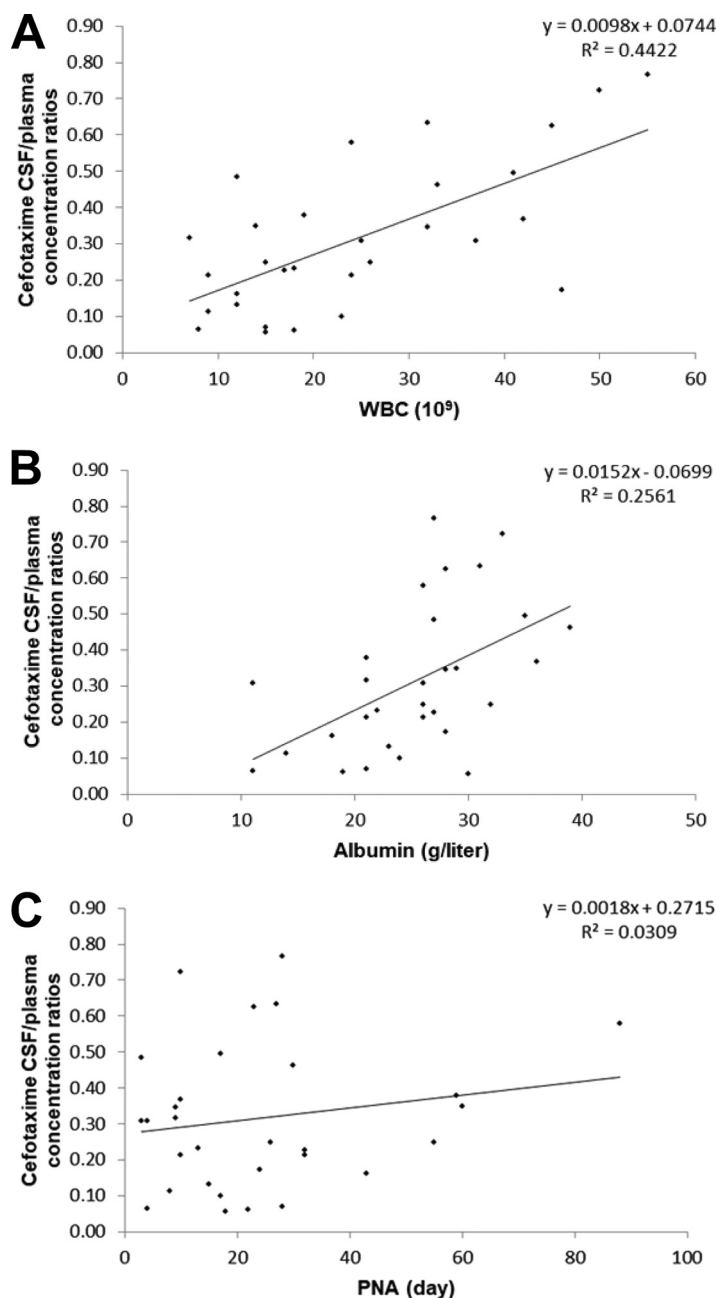 A
y = 0.0098x + 0.0744
R² = 0.4422
Cefotaxime CSF/plasma
concentration ratios
0.90
0.80
0.70
0.60
0.50
0.40
0.30
0.20
0.10
0.00
0 10 20 30 40 50 60
WBC (10⁹)
B
y = 0.0152x - 0.0699
R² = 0.2561
Cefotaxime CSF/plasma
concentration ratios
0.90
0.80
0.70
0.60
0.50
0.40
0.30
0.20
0.10
0.00
0 10 20 30 40 50
Albumin (g/liter)
C
y = 0.0018x + 0.2715
R² = 0.0309
Cefotaxime CSF/plasma
concentration ratios
0.90
0.80
0.70
0.60
0.50
0.40
0.30
0.20
0.10
0.00
0 20 40 60 80 100
PNA (day)